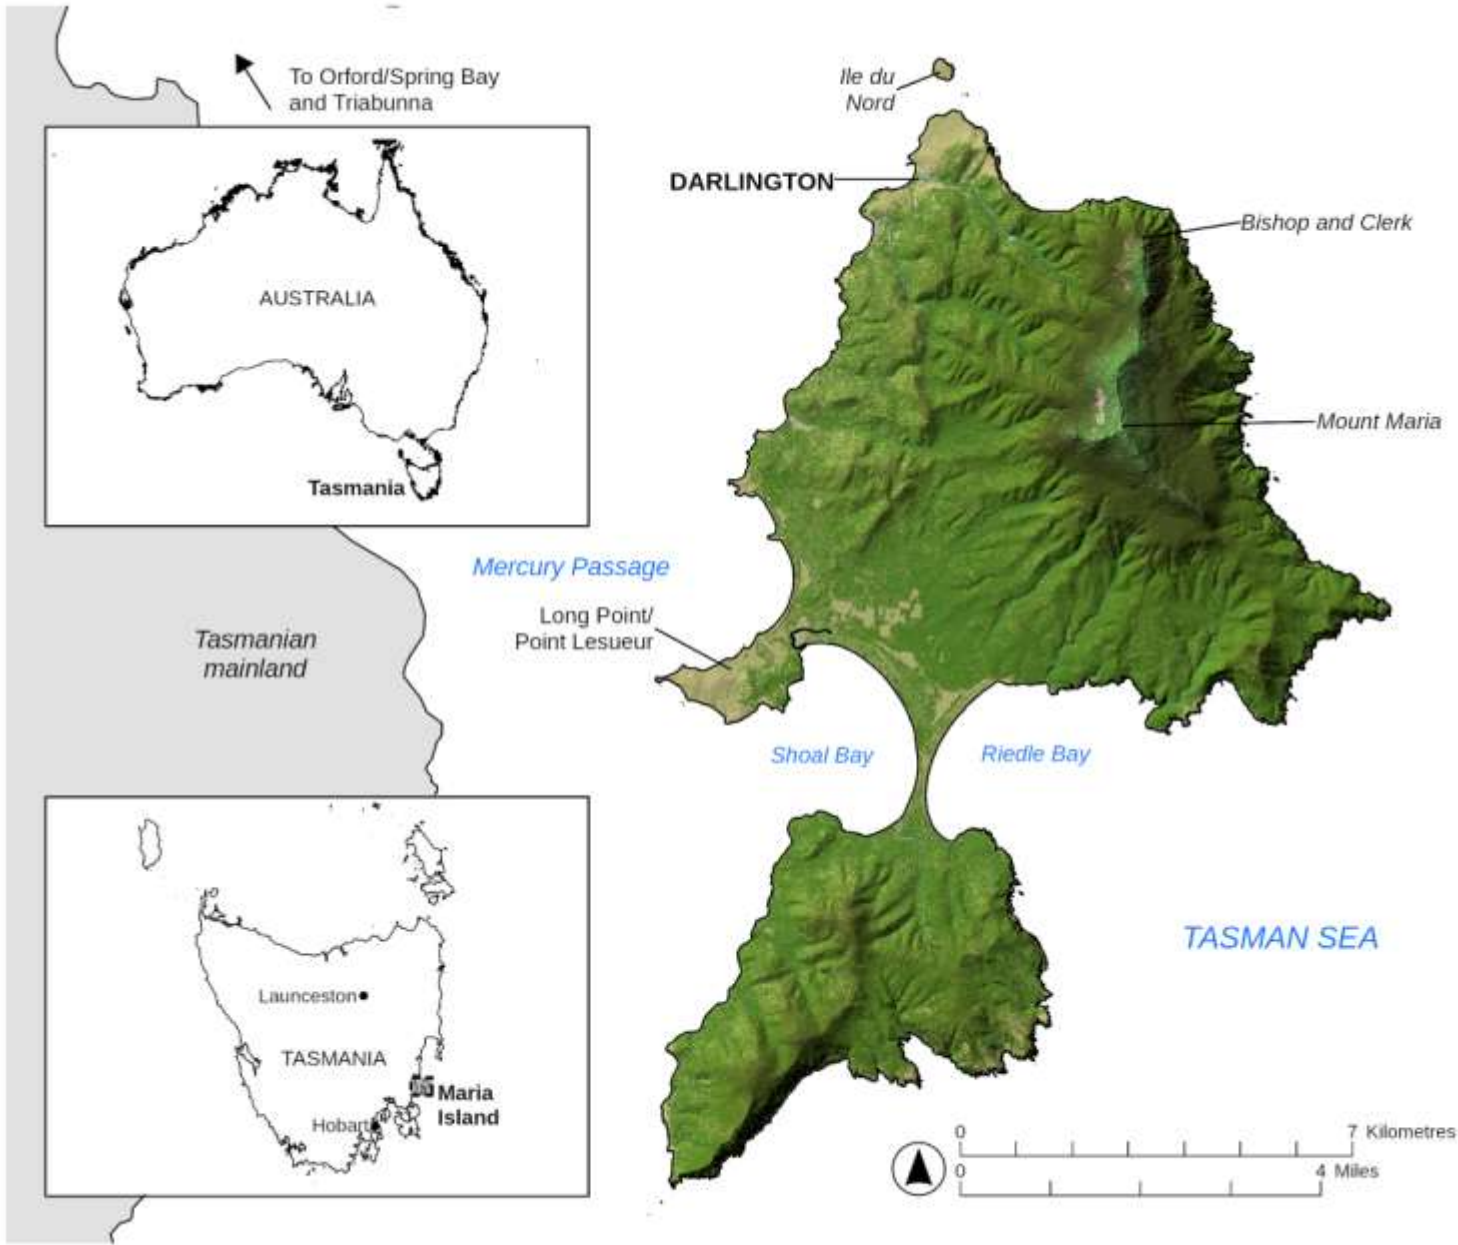 To Orford/Spring Bay
and Triabunna
Ile du
Nord
DARLINGTON
Bishop and Clerk
AUSTRALIA
Tasmania
Mount Maria
Mercury Passage
Long Point/
Point Lesueur
Tasmanian
mainland
Shoal Bay
Riedle Bay
TASMAN SEA
Launceston
TASMANIA
Maria
Island
Hobart
0 7 Kilometres
0 4 Miles